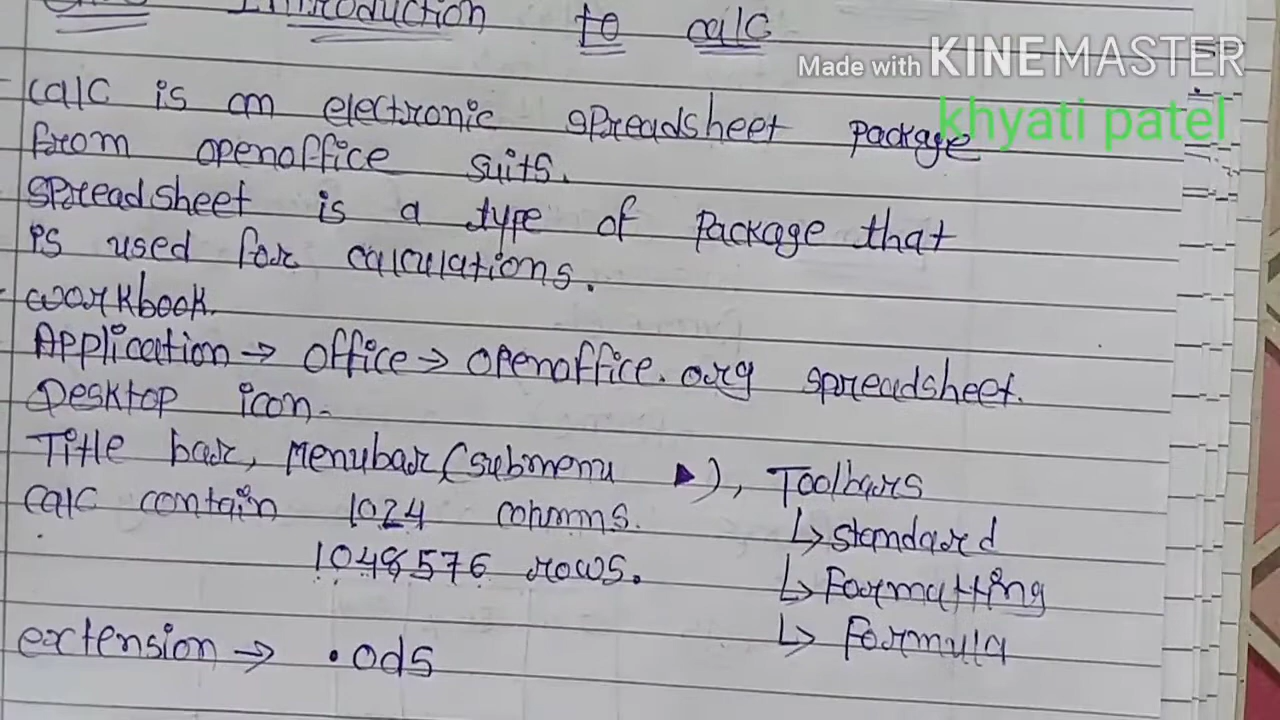 Introduction to calc
Made with KINEMASTER
khyati patel
calc is an electronic spreadsheet package
from openoffice suits.
spreadsheet is a type of package that
is used for calculations.
workbook.
Application → office → openoffice.org spreadsheet.
Desktop icon.
Title bar, Menubar (submenu ▶), Toolbars
calc contain 1024 columns.
↳ standard
1048576 rows.
↳ Formatting
↳ Formula
extension → .ods